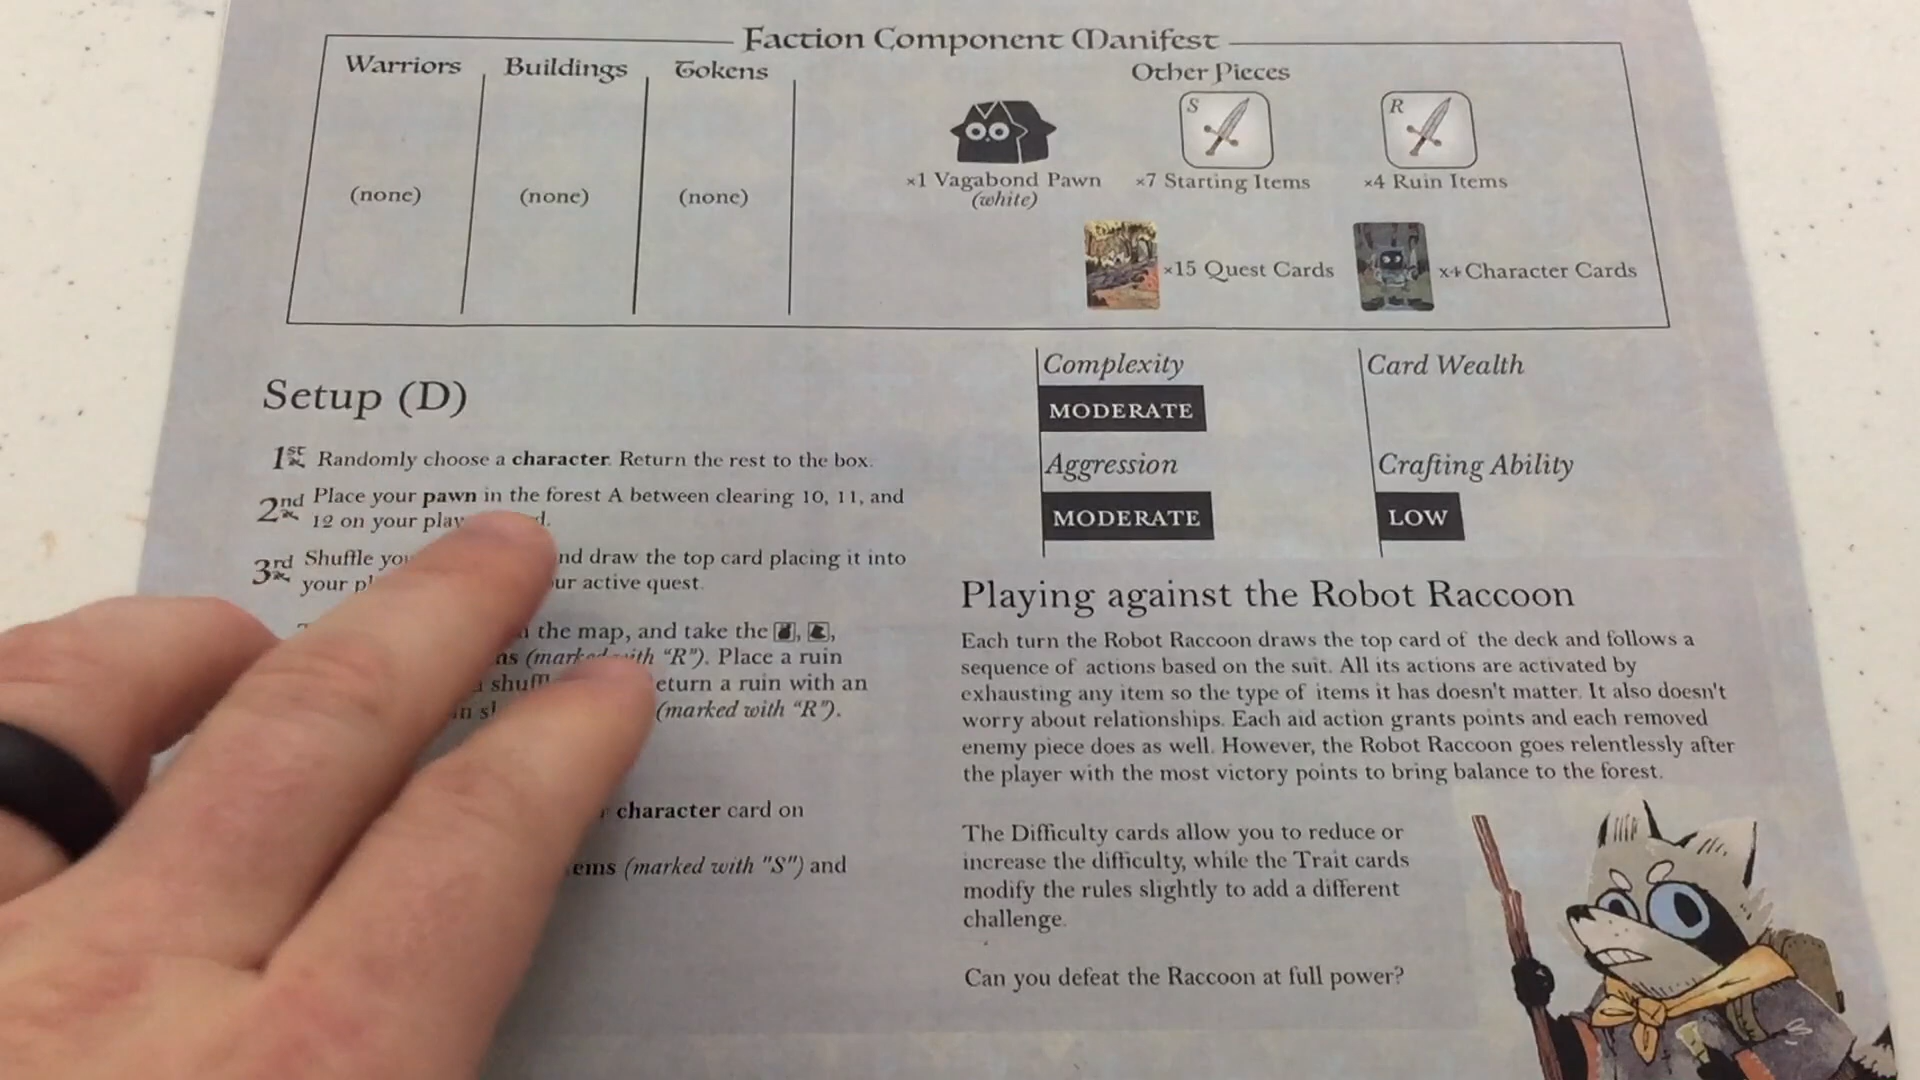 Faction Component Manifest
Warriors
Buildings
Tokens
Other Pieces
(none)
(none)
(none)
×1 Vagabond Pawn
(white)
S
×7 Starting Items
R
×4 Ruin Items
×15 Quest Cards
x4 Character Cards
Setup (D)
1st Randomly choose a character. Return the rest to the box.
2nd Place your pawn in the forest A between clearing 10, 11, and
12 on your
3rd Shuffle and draw the top card placing it into
your active quest.
the map, and take the
(marked with "R"). Place a ruin
return a ruin with an
(marked with "R").
character card on
(marked with "S") and
Complexity
MODERATE
Card Wealth
Aggression
MODERATE
Crafting Ability
LOW
Playing against the Robot Raccoon
Each turn the Robot Raccoon draws the top card of the deck and follows a
sequence of actions based on the suit. All its actions are activated by
exhausting any item so the type of items it has doesn't matter. It also doesn't
worry about relationships. Each aid action grants points and each removed
enemy piece does as well. However, the Robot Raccoon goes relentlessly after
the player with the most victory points to bring balance to the forest.
The Difficulty cards allow you to reduce or
increase the difficulty, while the Trait cards
modify the rules slightly to add a different
challenge.
Can you defeat the Raccoon at full power?